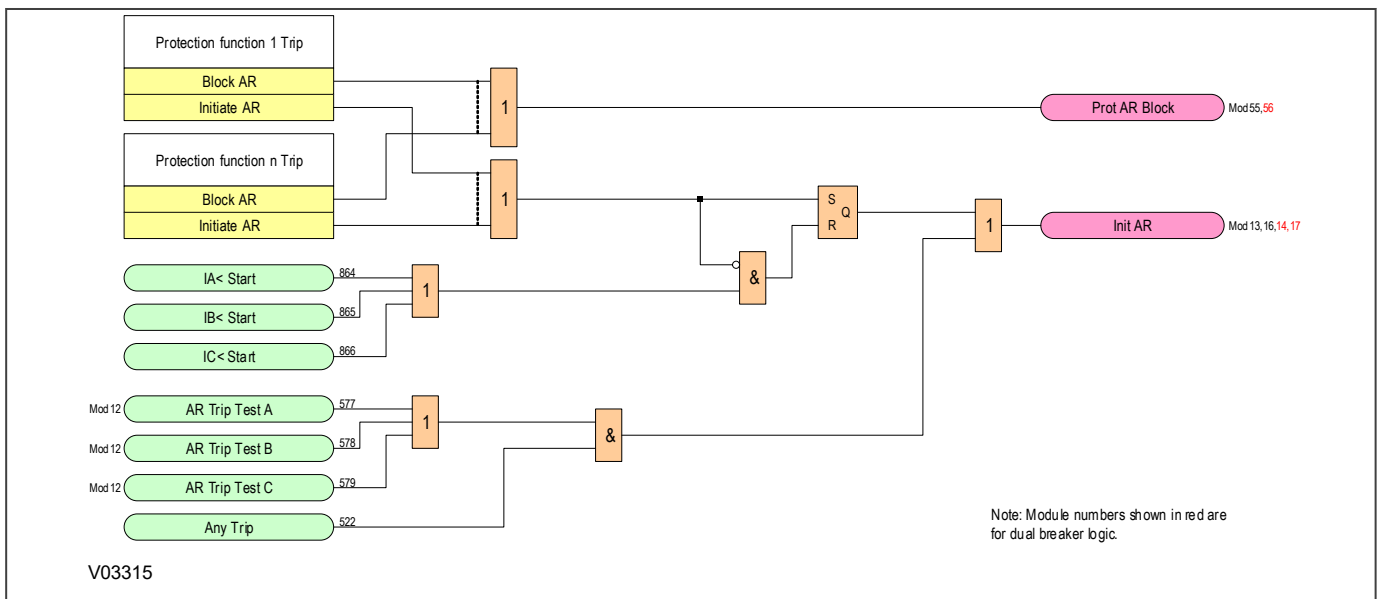 Protection function 1 Trip
Block AR
Initiate AR
1
Prot AR Block
Mod 55,56
Protection function n Trip
Block AR
Initiate AR
1
S
Q
R
1
Init AR
Mod 13,16,14,17
IA< Start
864
1
&
IB< Start
865
IC< Start
866
Mod 12
AR Trip Test A
577
1
&
Mod 12
AR Trip Test B
578
Mod 12
AR Trip Test C
579
Any Trip
522
Note: Module numbers shown in red are
for dual breaker logic.
V03315